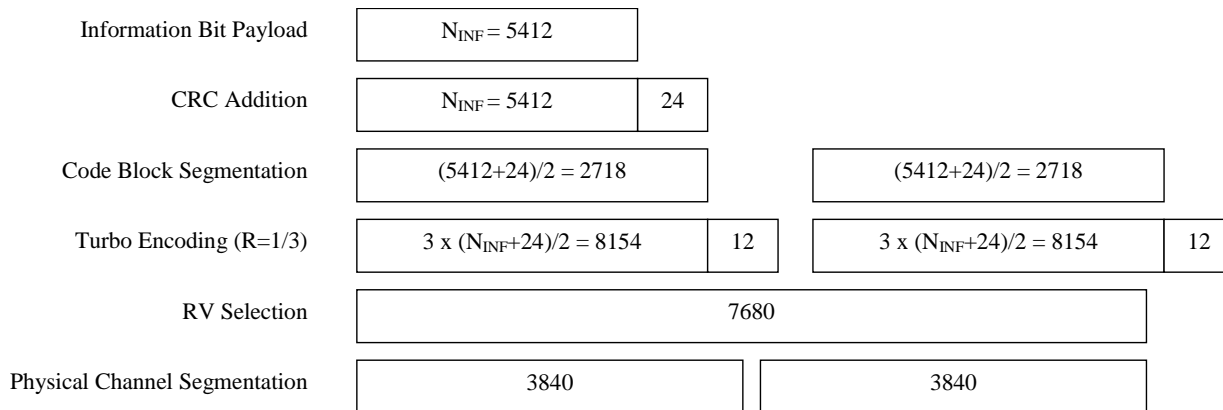 Information Bit Payload N_INF = 5412
CRC Addition N_INF = 5412 24
Code Block Segmentation (5412+24)/2 = 2718 (5412+24)/2 = 2718
Turbo Encoding (R=1/3) 3 x (N_INF+24)/2 = 8154 12 3 x (N_INF+24)/2 = 8154 12
RV Selection 7680
Physical Channel Segmentation 3840 3840